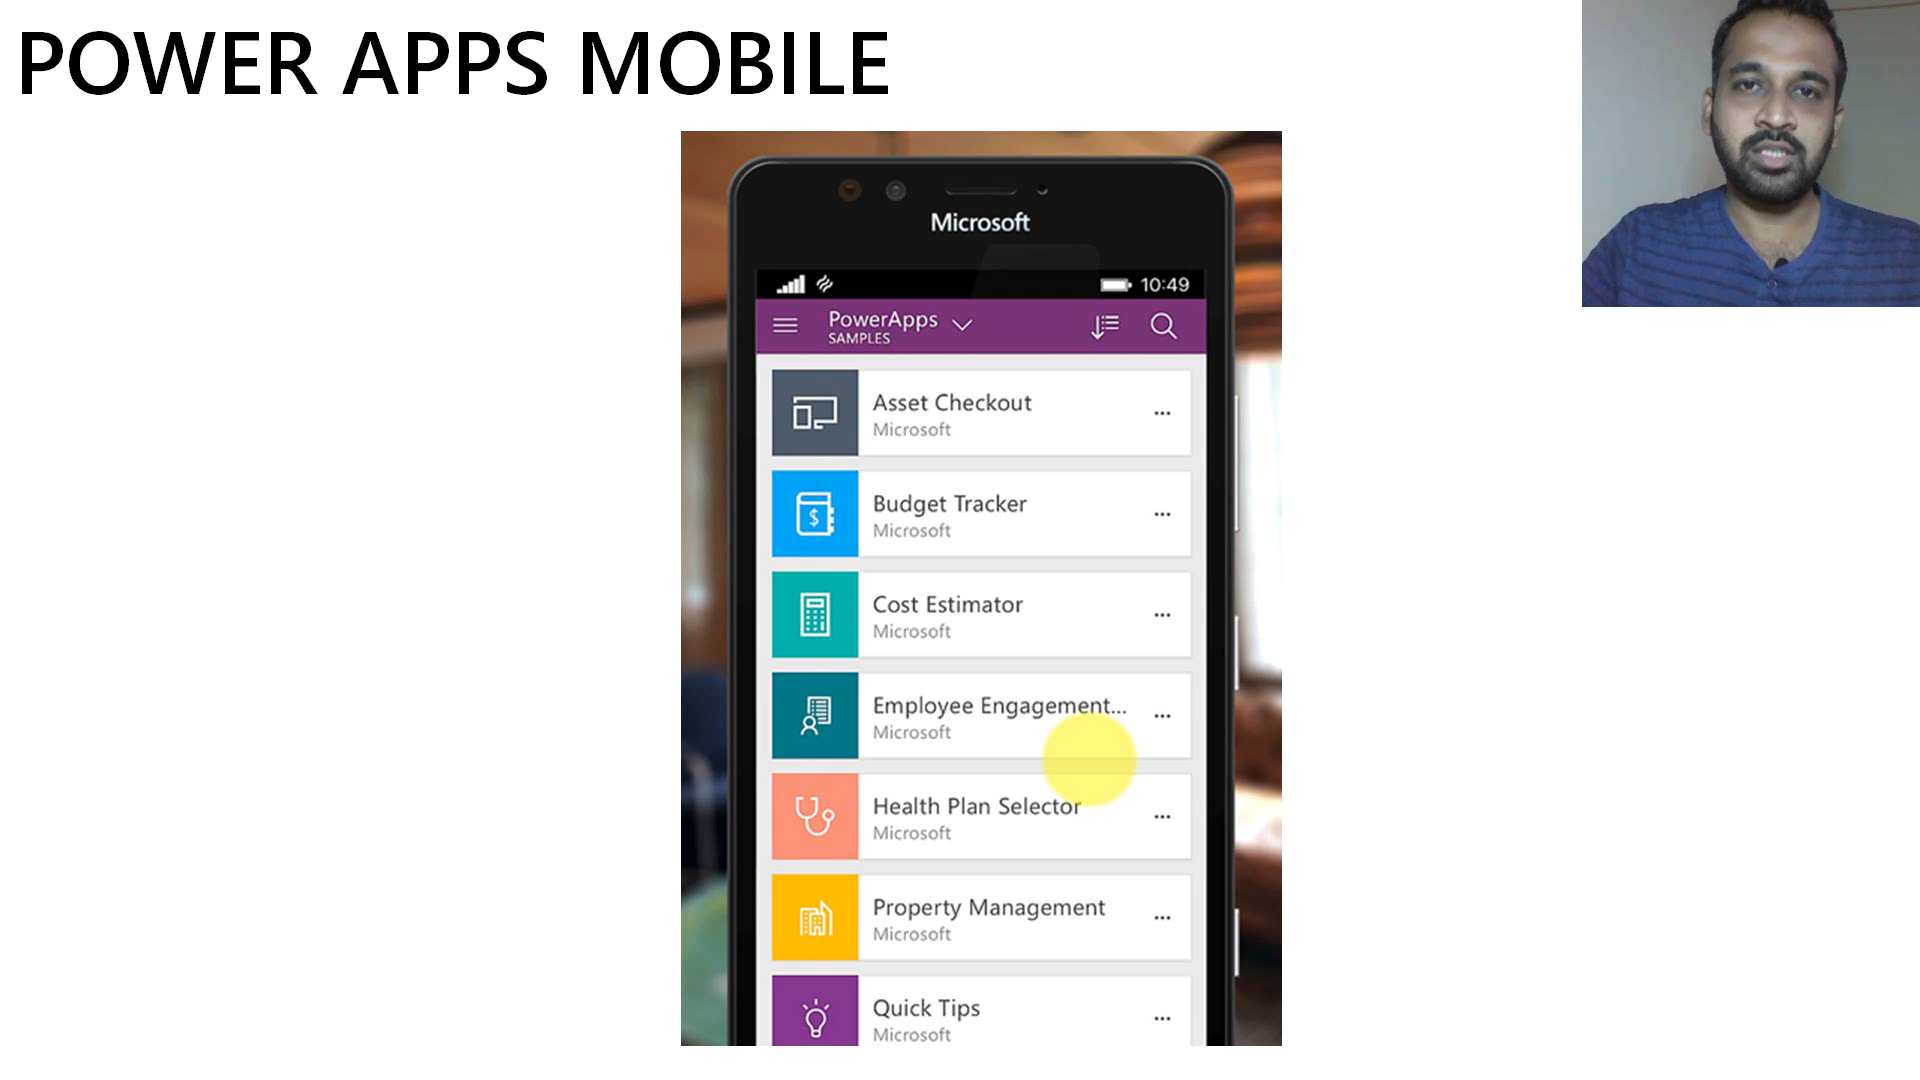 POWER APPS MOBILE
Microsoft
10:49
PowerApps
SAMPLES
Asset Checkout
Microsoft
...
Budget Tracker
Microsoft
...
$
Cost Estimator
Microsoft
...
Employee Engagement...
Microsoft
...
Health Plan Selector
Microsoft
...
Property Management
Microsoft
...
Quick Tips
Microsoft
...